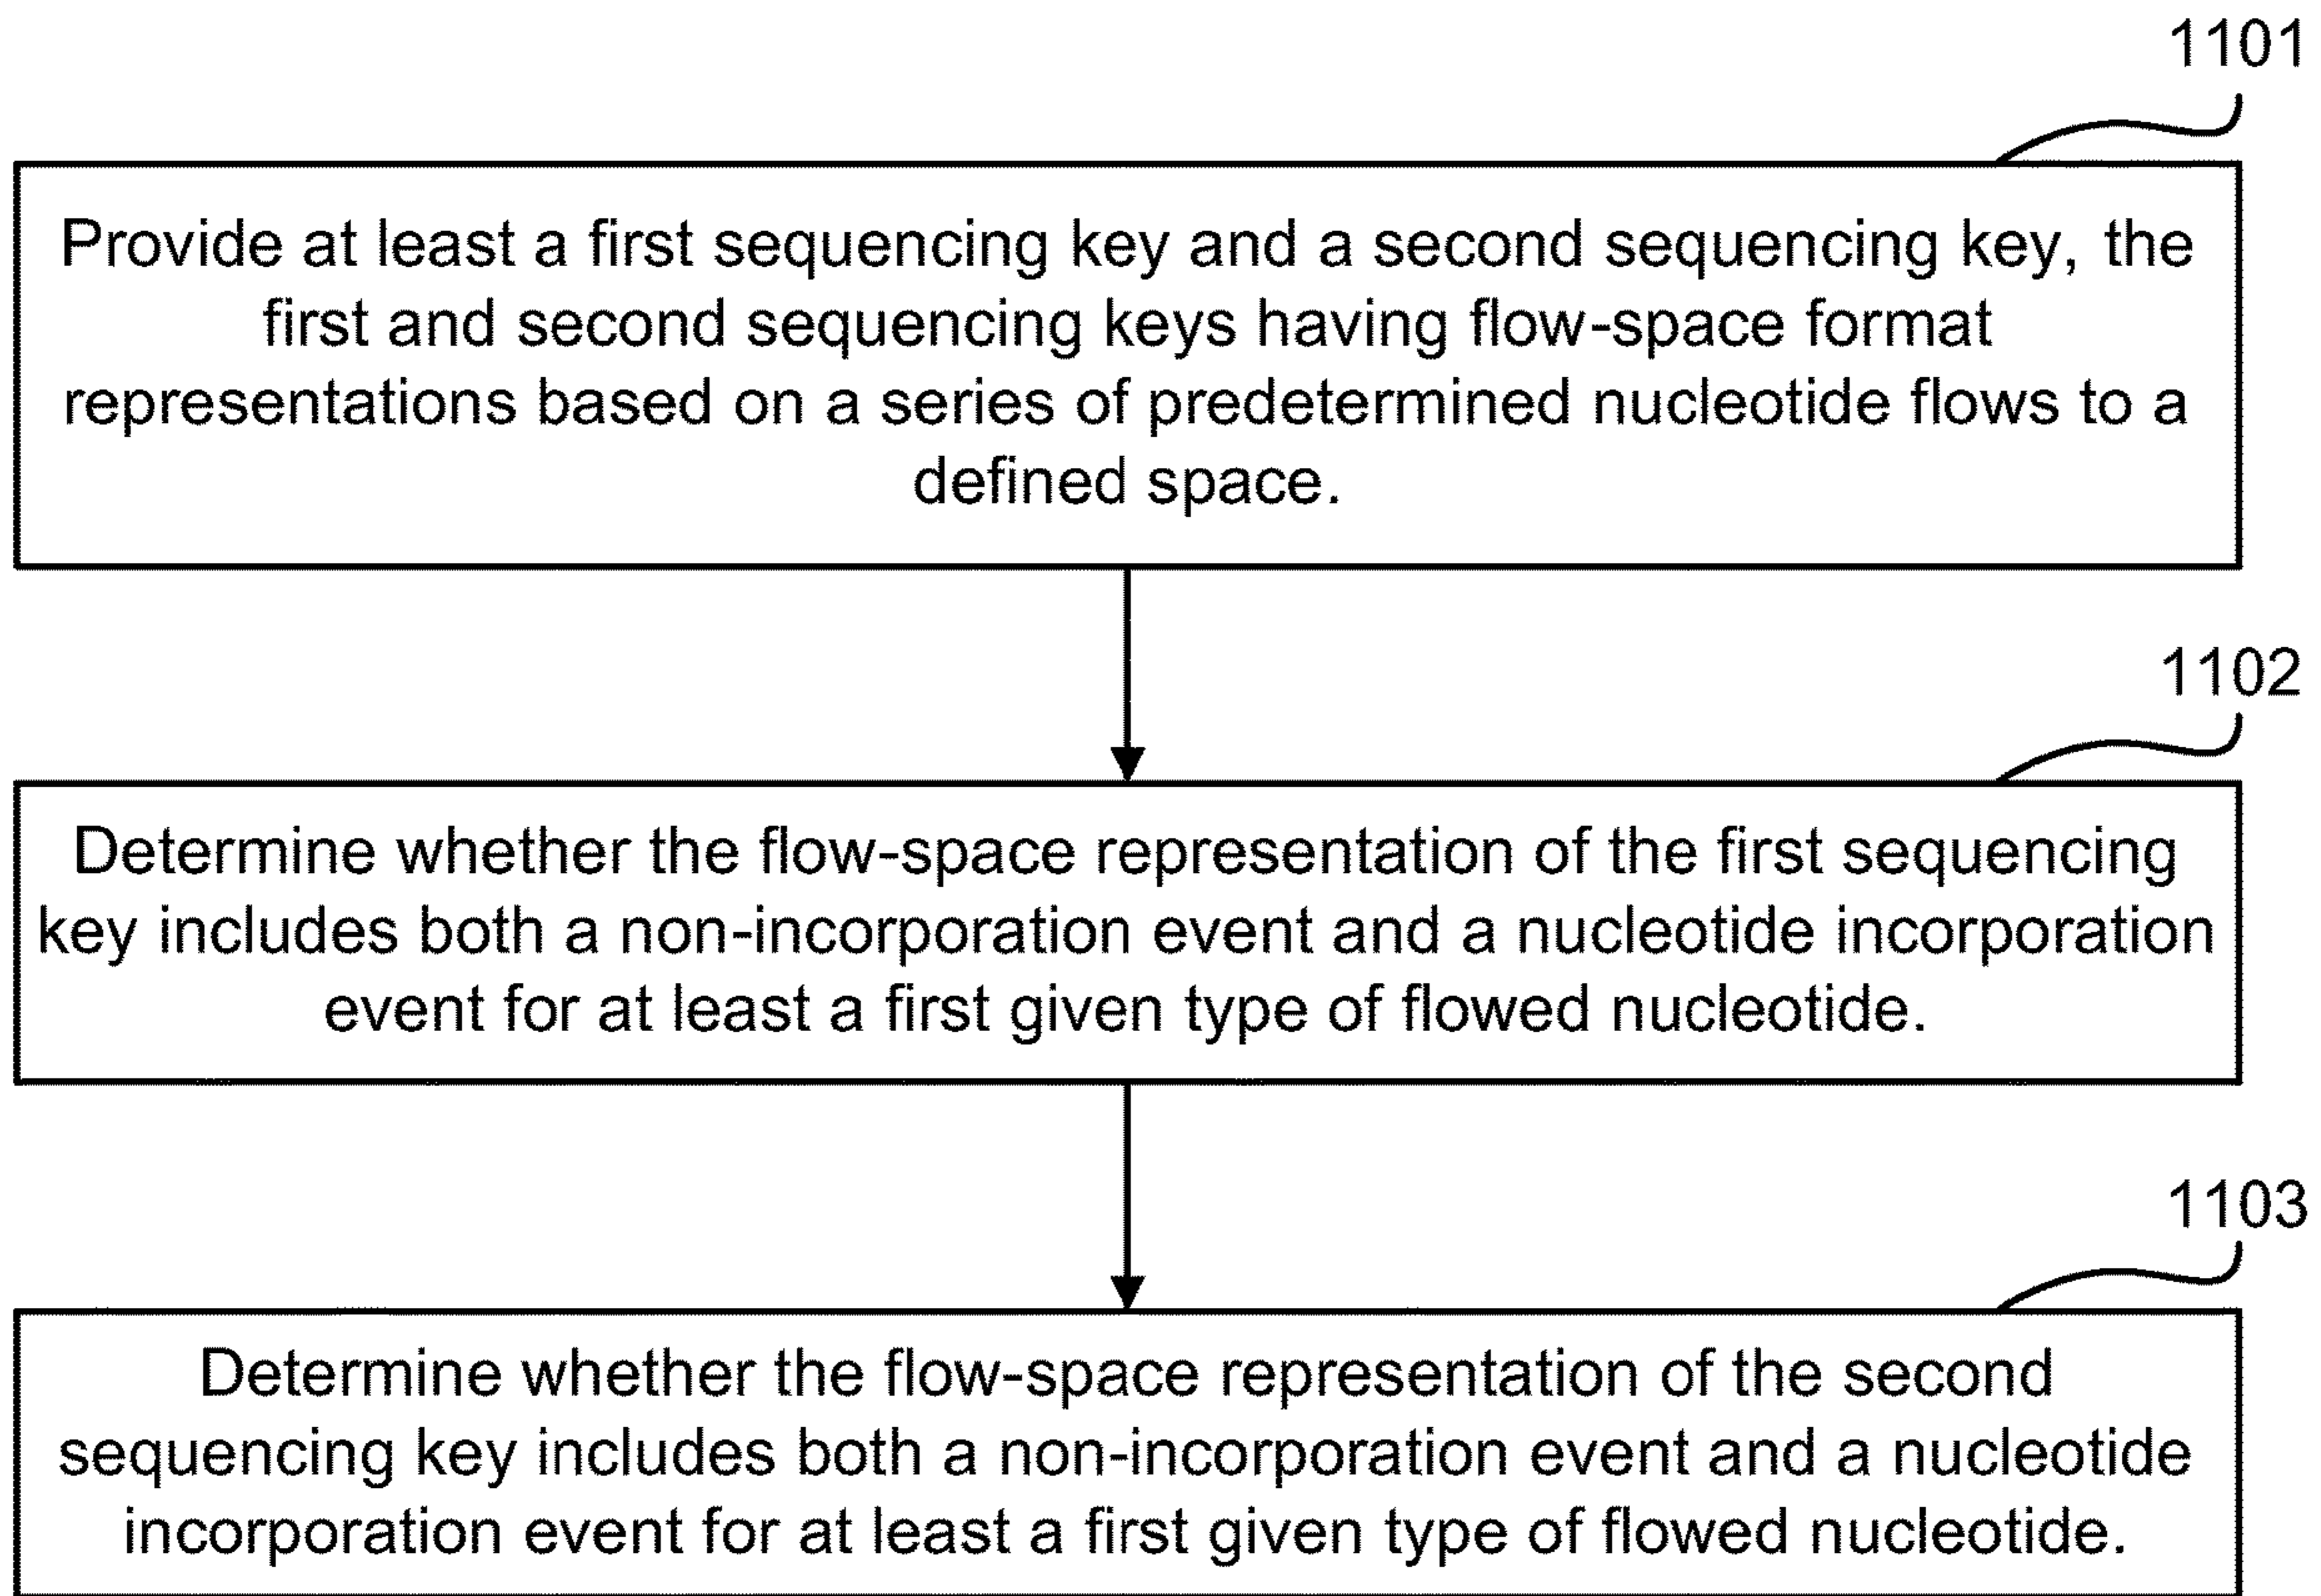 1101
Provide at least a first sequencing key and a second sequencing key, the
first and second sequencing keys having flow-space format
representations based on a series of predetermined nucleotide flows to a
defined space.
1102
Determine whether the flow-space representation of the first sequencing
key includes both a non-incorporation event and a nucleotide incorporation
event for at least a first given type of flowed nucleotide.
1103
Determine whether the flow-space representation of the second
sequencing key includes both a non-incorporation event and a nucleotide
incorporation event for at least a first given type of flowed nucleotide.